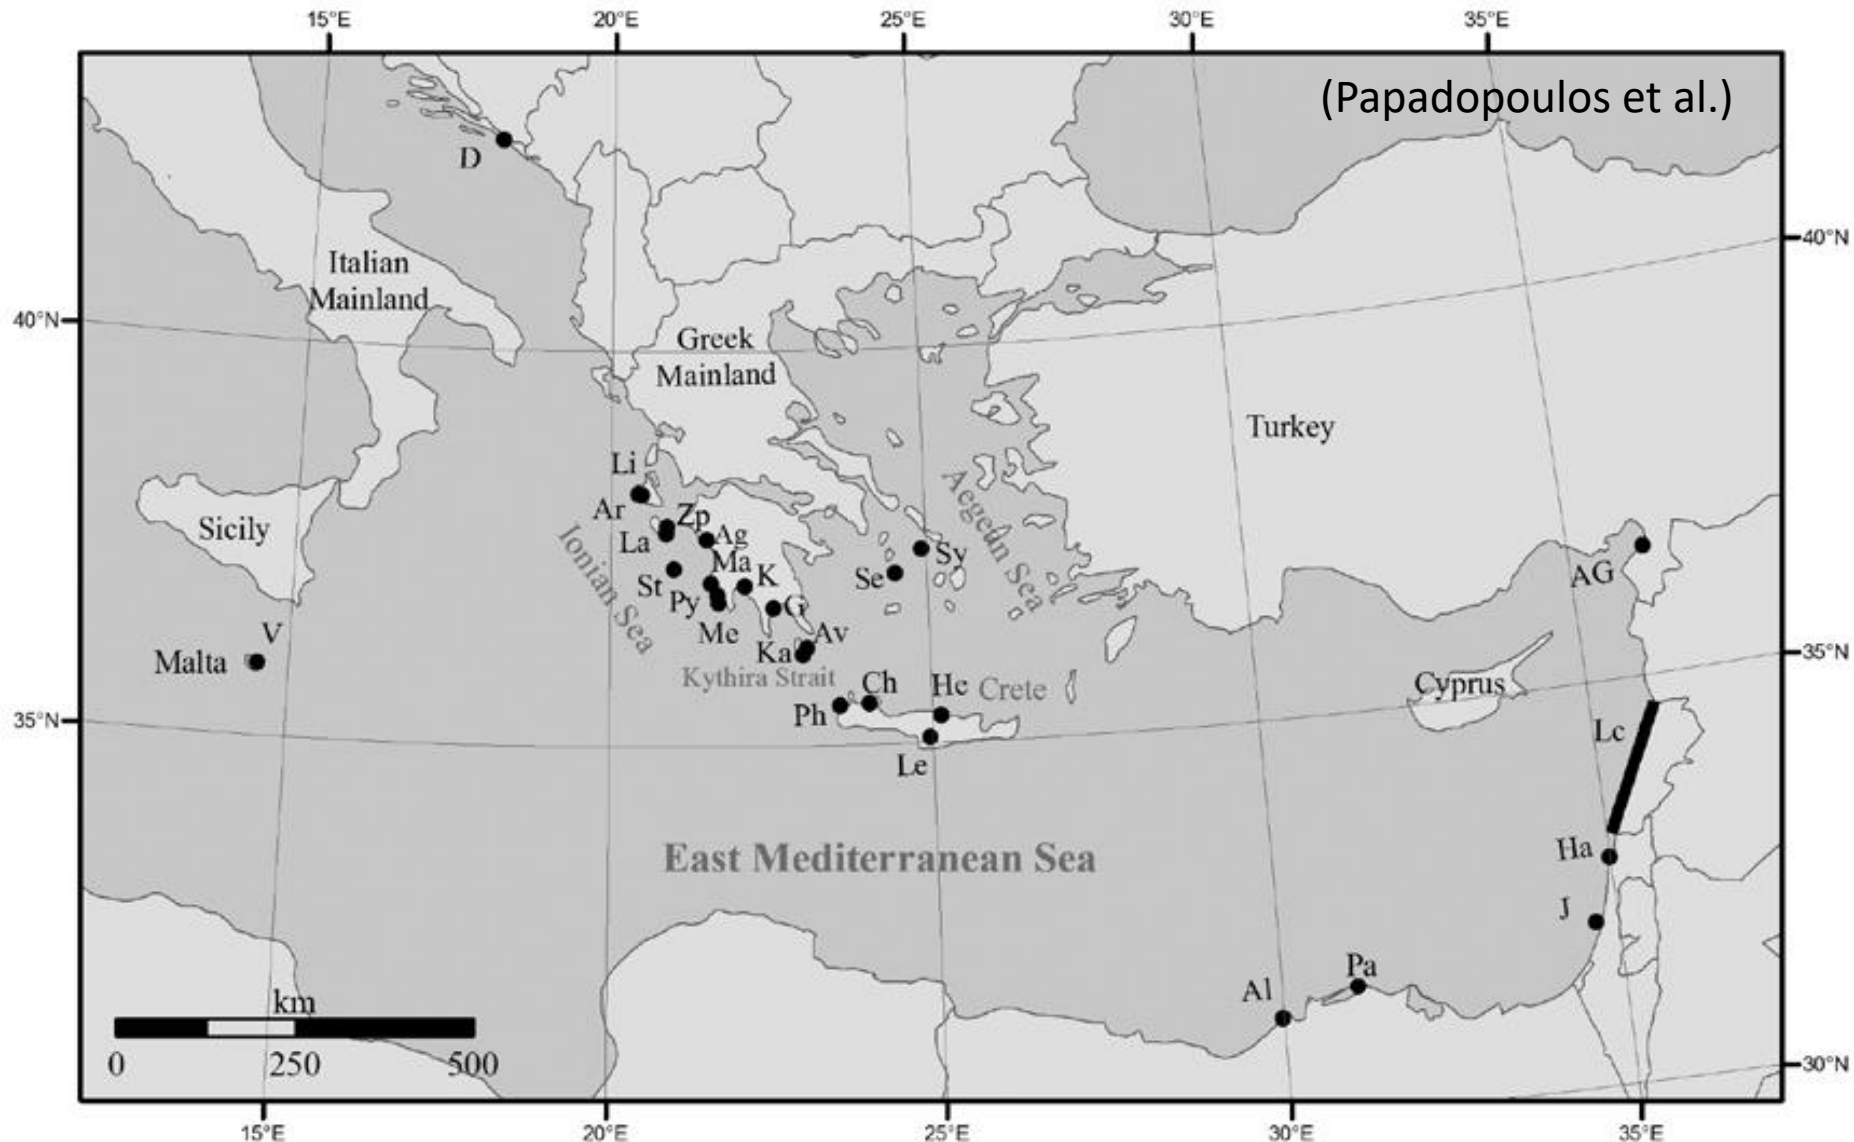 15°E 20°E 25°E 30°E 35°E
(Papadopoulos et al.)
D
40°N
Italian
Mainland
40°N
Greek
Mainland
Turkey
Li
Aegean Sea
Ar Zp
Sicily
La Ag
Ionian Sea
Ma
Sy
St K Se
AG
Py G
V Me Av
Malta Ka
35°N
Kythira Strait
Ch He Crete
Cyprus
35°N
Ph
Lc
Le
East Mediterranean Sea
Ha
J
Pa
Al
km
0 250 500
30°N
15°E 20°E 25°E 30°E 35°E